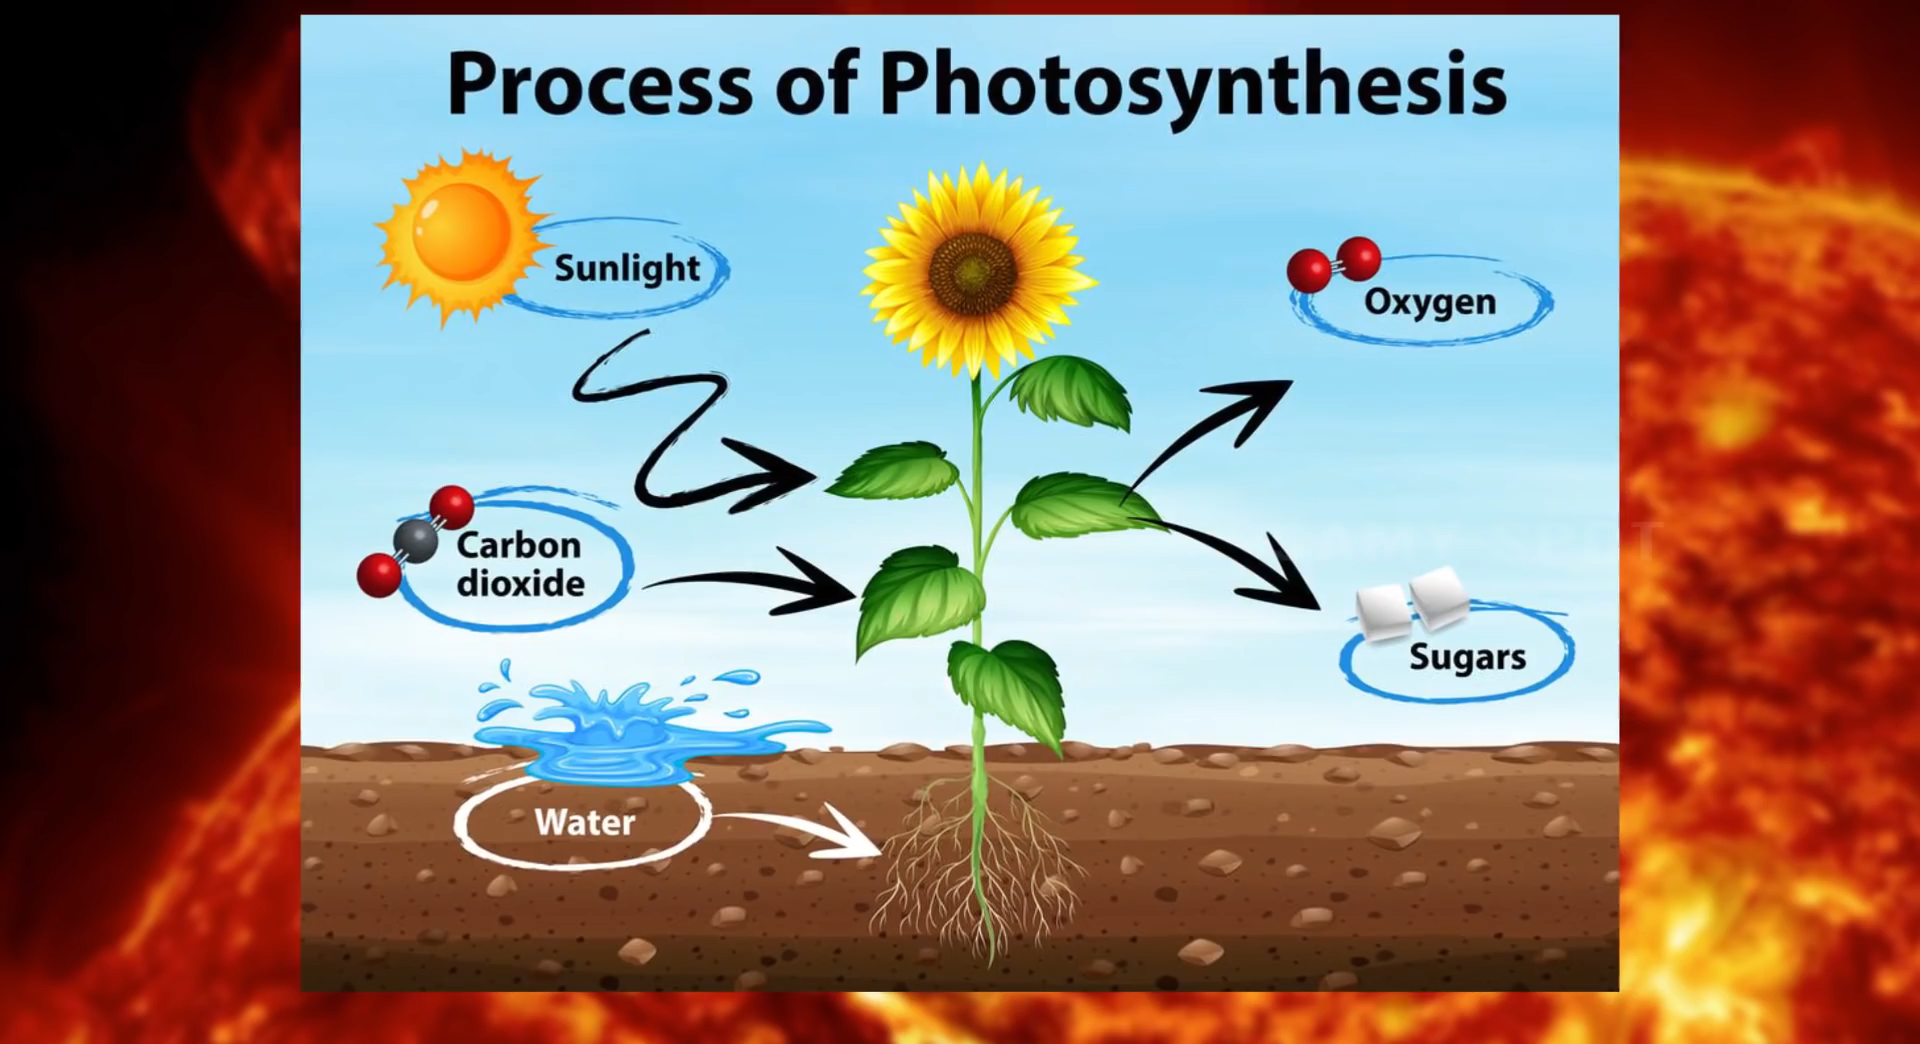 Process of Photosynthesis
Sunlight
Oxygen
Carbon
dioxide
Sugars
Water